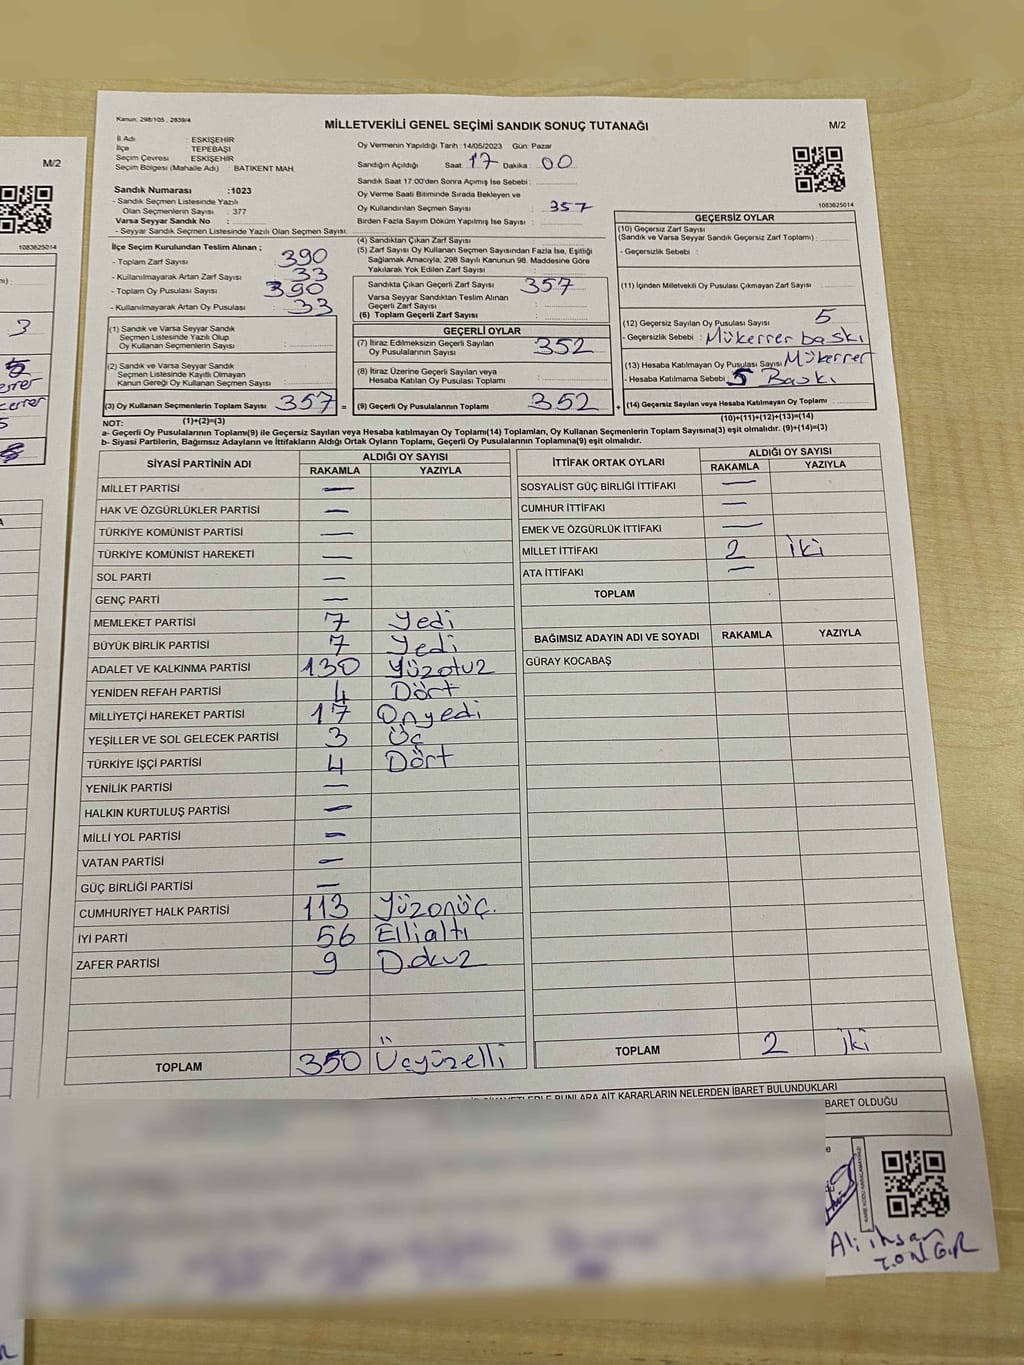 Kanun: 298/105 ; 2839/4
MİLLETVEKİLİ GENEL SEÇİMİ SANDIK SONUÇ TUTANAĞI
M/2
İl Adı : ESKİŞEHİR
İlçe : TEPEBAŞI
Seçim Çevresi : ESKİŞEHİR
Seçim Bölgesi (Mahalle Adı) : BATIKENT MAH.
Sandık Numarası : 1023
- Sandık Seçmen Listesinde Yazılı
Olan Seçmenlerin Sayısı : 377
Varsa Seyyar Sandık No :
- Seyyar Sandık Seçmen Listesinde Yazılı Olan Seçmen Sayısı:
Oy Vermenin Yapıldığı Tarih : 14/05/2023 Gün: Pazar
Sandığın Açıldığı Saat: 17 Dakika : 00
Sandık Saat 17:00'den Sonra Açımış İse Sebebi :
Oy Verme Saati Bitiminde Sırada Bekleyen ve
Oy Kullandırılan Seçmen Sayısı : 357
Birden Fazla Sayım Döküm Yapılmış İse Sayısı :
1083625014
İlçe Seçim Kurulundan Teslim Alınan ;
- Toplam Zarf Sayısı : 390
- Kullanılmayarak Artan Zarf Sayısı : 33
- Toplam Oy Pusulası Sayısı : 390
- Kullanılmayarak Artan Oy Pusulası : 33
(1) Sandık ve Varsa Seyyar Sandık
Seçmen Listesinde Yazılı Olup
Oy Kullanan Seçmenlerin Sayısı :
(2) Sandık ve Varsa Seyyar Sandık
Seçmen Listesinde Kayıtlı Olmayan
Kanun Gereği Oy Kullanan Seçmen Sayısı :
(3) Oy Kullanan Seçmenlerin Toplam Sayısı : 357 =
(1)+(2)=(3)
(4) Sandıktan Çıkan Zarf Sayısı :
(5) Zarf Sayısı Oy Kullanan Seçmen Sayısından Fazla İse, Eşitliği
Sağlamak Amacıyla, 298 Sayılı Kanunun 98. Maddesine Göre
Yakılarak Yok Edilen Zarf Sayısı :
Sandıkta Çıkan Geçerli Zarf Sayısı : 357
Varsa Seyyar Sandıktan Teslim Alınan
Geçerli Zarf Sayısı :
(6) Toplam Geçerli Zarf Sayısı :
GEÇERLİ OYLAR
(7) İtiraz Edilmeksizin Geçerli Sayılan
Oy Pusulalarının Sayısı : 352
(8) İtiraz Üzerine Geçerli Sayılan veya
Hesaba Katılan Oy Pusulası Toplamı :
(9) Geçerli Oy Pusulalarının Toplamı : 352 +
GEÇERSİZ OYLAR
(10) Geçersiz Zarf Sayısı
(Sandık ve Varsa Seyyar Sandık Geçersiz Zarf Toplamı) :
- Geçersizlik Sebebi :
(11) İçinden Milletvekili Oy Pusulası Çıkmayan Zarf Sayısı :
(12) Geçersiz Sayılan Oy Pusulası Sayısı : 5
- Geçersizlik Sebebi : Mükerrer baskı
(13) Hesaba Katılmayan Oy Pusulası Sayısı : Mükerrer
- Hesaba Katılmama Sebebi : 5 Baskı
(14) Geçersiz Sayılan veya Hesaba Katılmayan Oy Toplamı :
(10)+(11)+(12)+(13)=(14)
NOT:
a- Geçerli Oy Pusulalarının Toplamı(9) ile Geçersiz Sayılan veya Hesaba katılmayan Oy Toplamı(14) Toplamları, Oy Kullanan Seçmenlerin Toplam Sayısına(3) eşit olmalıdır. (9)+(14)=(3)
b- Siyasi Partilerin, Bağımsız Adayların ve İttifakların Aldığı Ortak Oyların Toplamı, Geçerli Oy Pusulalarının Toplamına(9) eşit olmalıdır.
SİYASİ PARTİNİN ADI ALDIĞI OY SAYISI
RAKAMLA YAZIYLA
MİLLET PARTİSİ —
HAK VE ÖZGÜRLÜKLER PARTİSİ —
TÜRKİYE KOMÜNİST PARTİSİ —
TÜRKİYE KOMÜNİST HAREKETİ —
SOL PARTİ —
GENÇ PARTİ —
MEMLEKET PARTİSİ 7 Yedi
BÜYÜK BİRLİK PARTİSİ 7 Yedi
ADALET VE KALKINMA PARTİSİ 130 Yüzotuz
YENİDEN REFAH PARTİSİ 4 Dört
MİLLİYETÇİ HAREKET PARTİSİ 17 Onyedi
YEŞİLLER VE SOL GELECEK PARTİSİ 3 Üç
TÜRKİYE İŞÇİ PARTİSİ 4 Dört
YENİLİK PARTİSİ —
HALKIN KURTULUŞ PARTİSİ —
MİLLİ YOL PARTİSİ —
VATAN PARTİSİ —
GÜÇ BİRLİĞİ PARTİSİ —
CUMHURİYET HALK PARTİSİ 113 Yüzonüç.
İYİ PARTİ 56 Elli altı
ZAFER PARTİSİ 9 Dokuz
TOPLAM 350 Üçyüzelli
İTTİFAK ORTAK OYLARI ALDIĞI OY SAYISI
RAKAMLA YAZIYLA
SOSYALİST GÜÇ BİRLİĞİ İTTİFAKI —
CUMHUR İTTİFAKI —
EMEK VE ÖZGÜRLÜK İTTİFAKI —
MİLLET İTTİFAKI 2 iki
ATA İTTİFAKI —
TOPLAM
BAĞIMSIZ ADAYIN ADI VE SOYADI RAKAMLA YAZIYLA
GÜRAY KOCABAŞ
TOPLAM 2 iki
BUNLARA AİT KARARLARIN NELERDEN İBARET BULUNDUKLARI
BARET OLDUĞU
Ali ihsan
M/2
1083625014
3
5